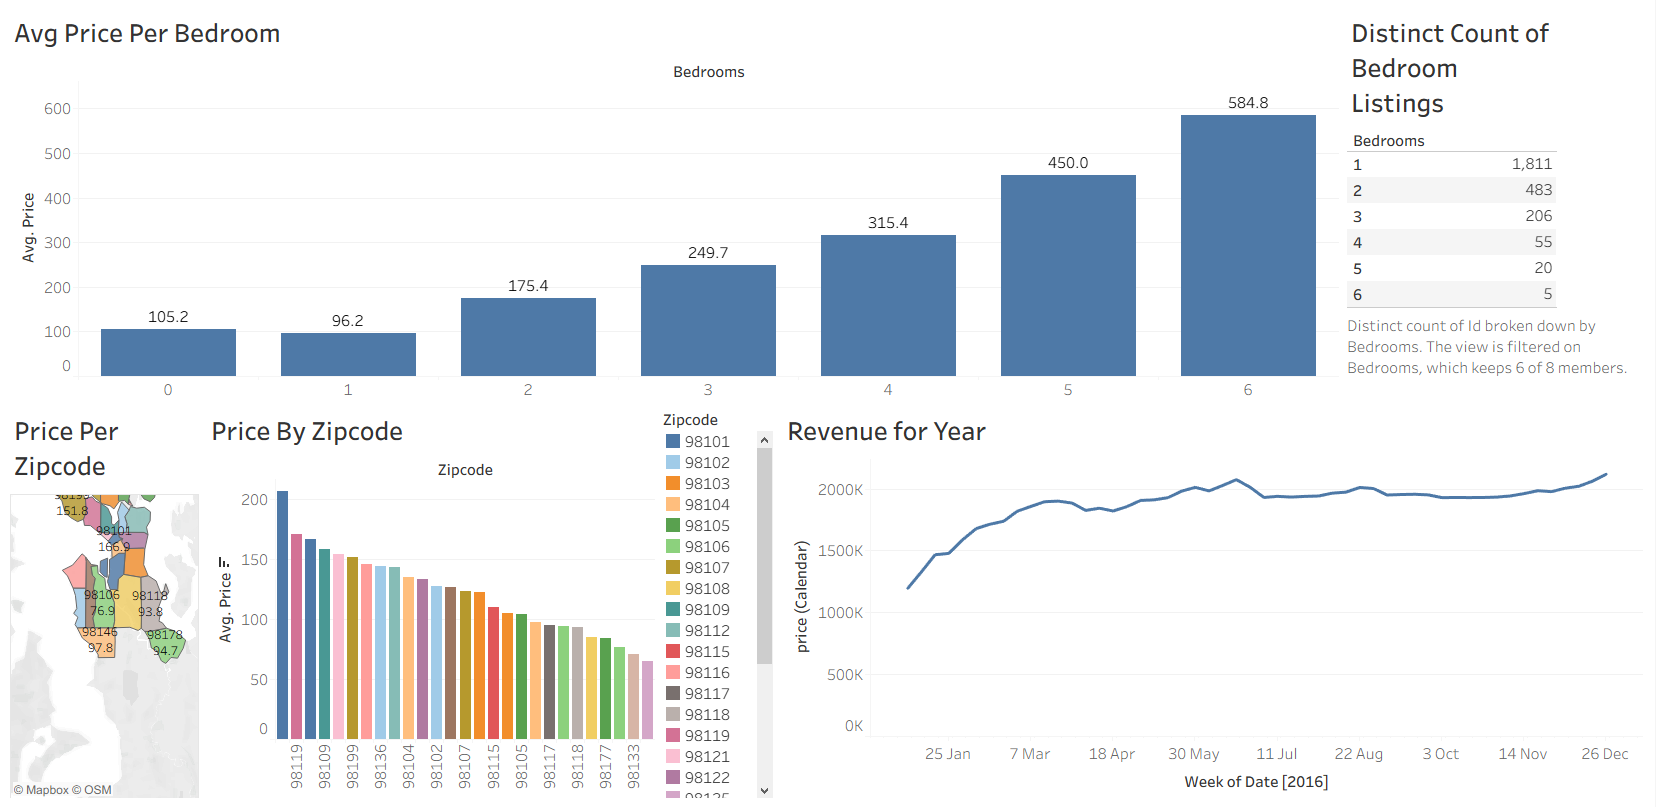 Avg Price Per Bedroom
Bedrooms
Avg. Price
600
500
400
300
200
100
0
105.2
96.2
175.4
249.7
315.4
450.0
584.8
0 1 2 3 4 5 6
Distinct Count of
Bedroom
Listings
Bedrooms
1 1,811
2 483
3 206
4 55
5 20
6 5
Distinct count of Id broken down by
Bedrooms. The view is filtered on
Bedrooms, which keeps 6 of 8 members.
Price Per
Zipcode
151.8
98101
166.9
98106
76.9
98118
93.8
98146
97.8
98178
94.7
© Mapbox © OSM
Price By Zipcode
Zipcode
Avg. Price
200
150
100
50
0
98119 98109 98199 98136 98104 98102 98107 98115 98105 98117 98118 98177 98133
Zipcode
98101
98102
98103
98104
98105
98106
98107
98108
98109
98112
98115
98116
98117
98118
98119
98121
98122
Revenue for Year
price (Calendar)
2000K
1500K
1000K
500K
0K
25 Jan 7 Mar 18 Apr 30 May 11 Jul 22 Aug 3 Oct 14 Nov 26 Dec
Week of Date [2016]